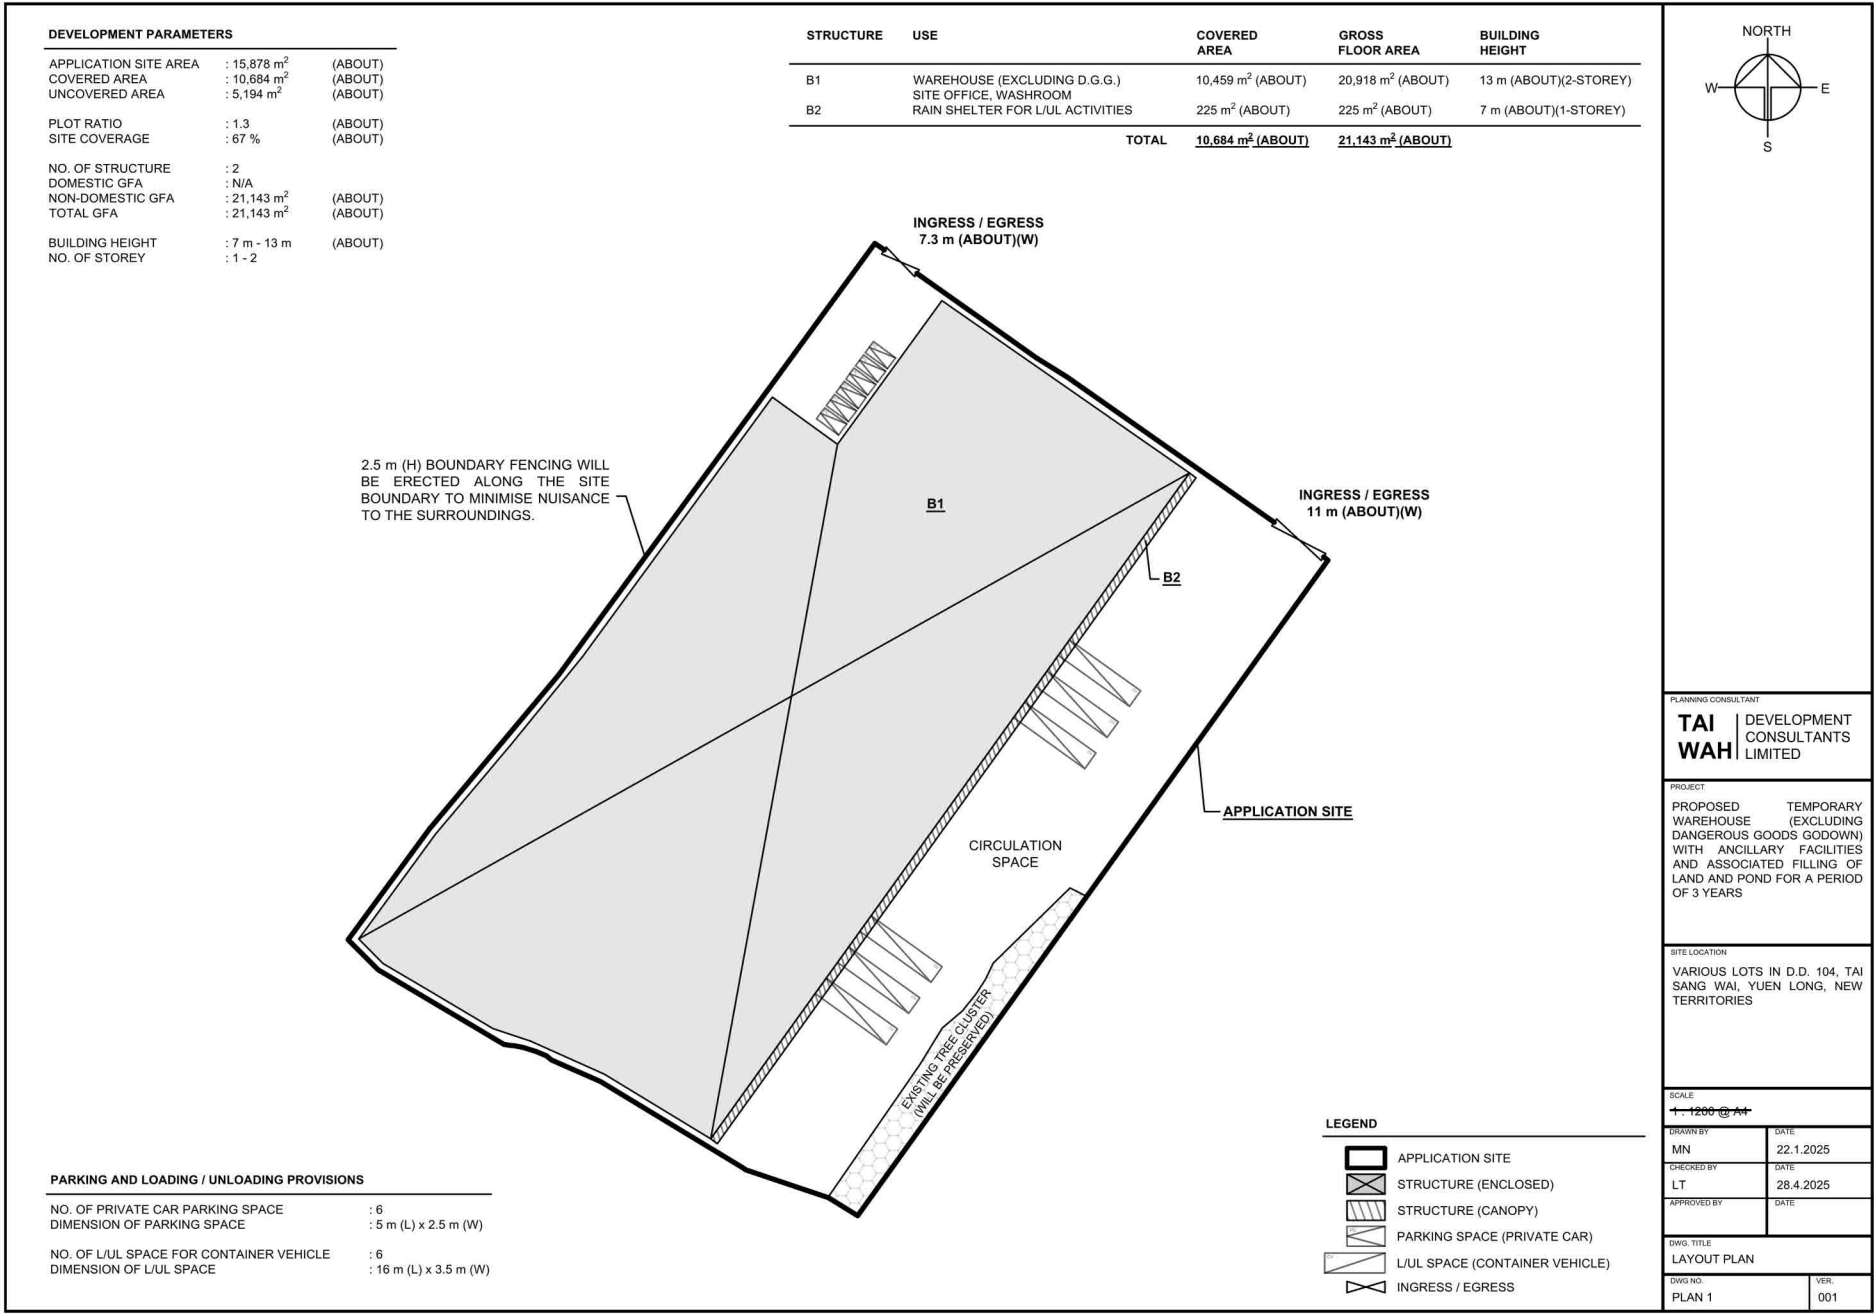 DEVELOPMENT PARAMETERS
APPLICATION SITE AREA : 15,878 m² (ABOUT)
COVERED AREA : 10,684 m² (ABOUT)
UNCOVERED AREA : 5,194 m² (ABOUT)
PLOT RATIO : 1.3 (ABOUT)
SITE COVERAGE : 67 % (ABOUT)
NO. OF STRUCTURE : 2
DOMESTIC GFA : N/A
NON-DOMESTIC GFA : 21,143 m² (ABOUT)
TOTAL GFA : 21,143 m² (ABOUT)
BUILDING HEIGHT : 7 m - 13 m (ABOUT)
NO. OF STOREY : 1 - 2
STRUCTURE USE COVERED AREA GROSS FLOOR AREA BUILDING HEIGHT
B1 WAREHOUSE (EXCLUDING D.G.G.) 10,459 m² (ABOUT) 20,918 m² (ABOUT) 13 m (ABOUT)(2-STOREY)
SITE OFFICE, WASHROOM
B2 RAIN SHELTER FOR L/UL ACTIVITIES 225 m² (ABOUT) 225 m² (ABOUT) 7 m (ABOUT)(1-STOREY)
TOTAL 10,684 m² (ABOUT) 21,143 m² (ABOUT)
NORTH
W E
S
INGRESS / EGRESS
7.3 m (ABOUT)(W)
2.5 m (H) BOUNDARY FENCING WILL
BE ERECTED ALONG THE SITE
BOUNDARY TO MINIMISE NUISANCE
TO THE SURROUNDINGS.
B1
INGRESS / EGRESS
11 m (ABOUT)(W)
B2
APPLICATION SITE
CIRCULATION
SPACE
EXISTING TREE CLUSTER
(WILL BE PRESERVED)
PARKING AND LOADING / UNLOADING PROVISIONS
NO. OF PRIVATE CAR PARKING SPACE : 6
DIMENSION OF PARKING SPACE : 5 m (L) x 2.5 m (W)
NO. OF L/UL SPACE FOR CONTAINER VEHICLE : 6
DIMENSION OF L/UL SPACE : 16 m (L) x 3.5 m (W)
LEGEND
APPLICATION SITE
STRUCTURE (ENCLOSED)
STRUCTURE (CANOPY)
PARKING SPACE (PRIVATE CAR)
L/UL SPACE (CONTAINER VEHICLE)
INGRESS / EGRESS
PLANNING CONSULTANT
TAI WAH
DEVELOPMENT
CONSULTANTS
LIMITED
PROJECT
PROPOSED TEMPORARY
WAREHOUSE (EXCLUDING
DANGEROUS GOODS GODOWN)
WITH ANCILLARY FACILITIES
AND ASSOCIATED FILLING OF
LAND AND POND FOR A PERIOD
OF 3 YEARS
SITE LOCATION
VARIOUS LOTS IN D.D. 104, TAI
SANG WAI, YUEN LONG, NEW
TERRITORIES
SCALE
1 : 1200 @ A4
DRAWN BY DATE
MN 22.1.2025
CHECKED BY DATE
LT 28.4.2025
APPROVED BY DATE
DWG. TITLE
LAYOUT PLAN
DWG NO. VER.
PLAN 1 001